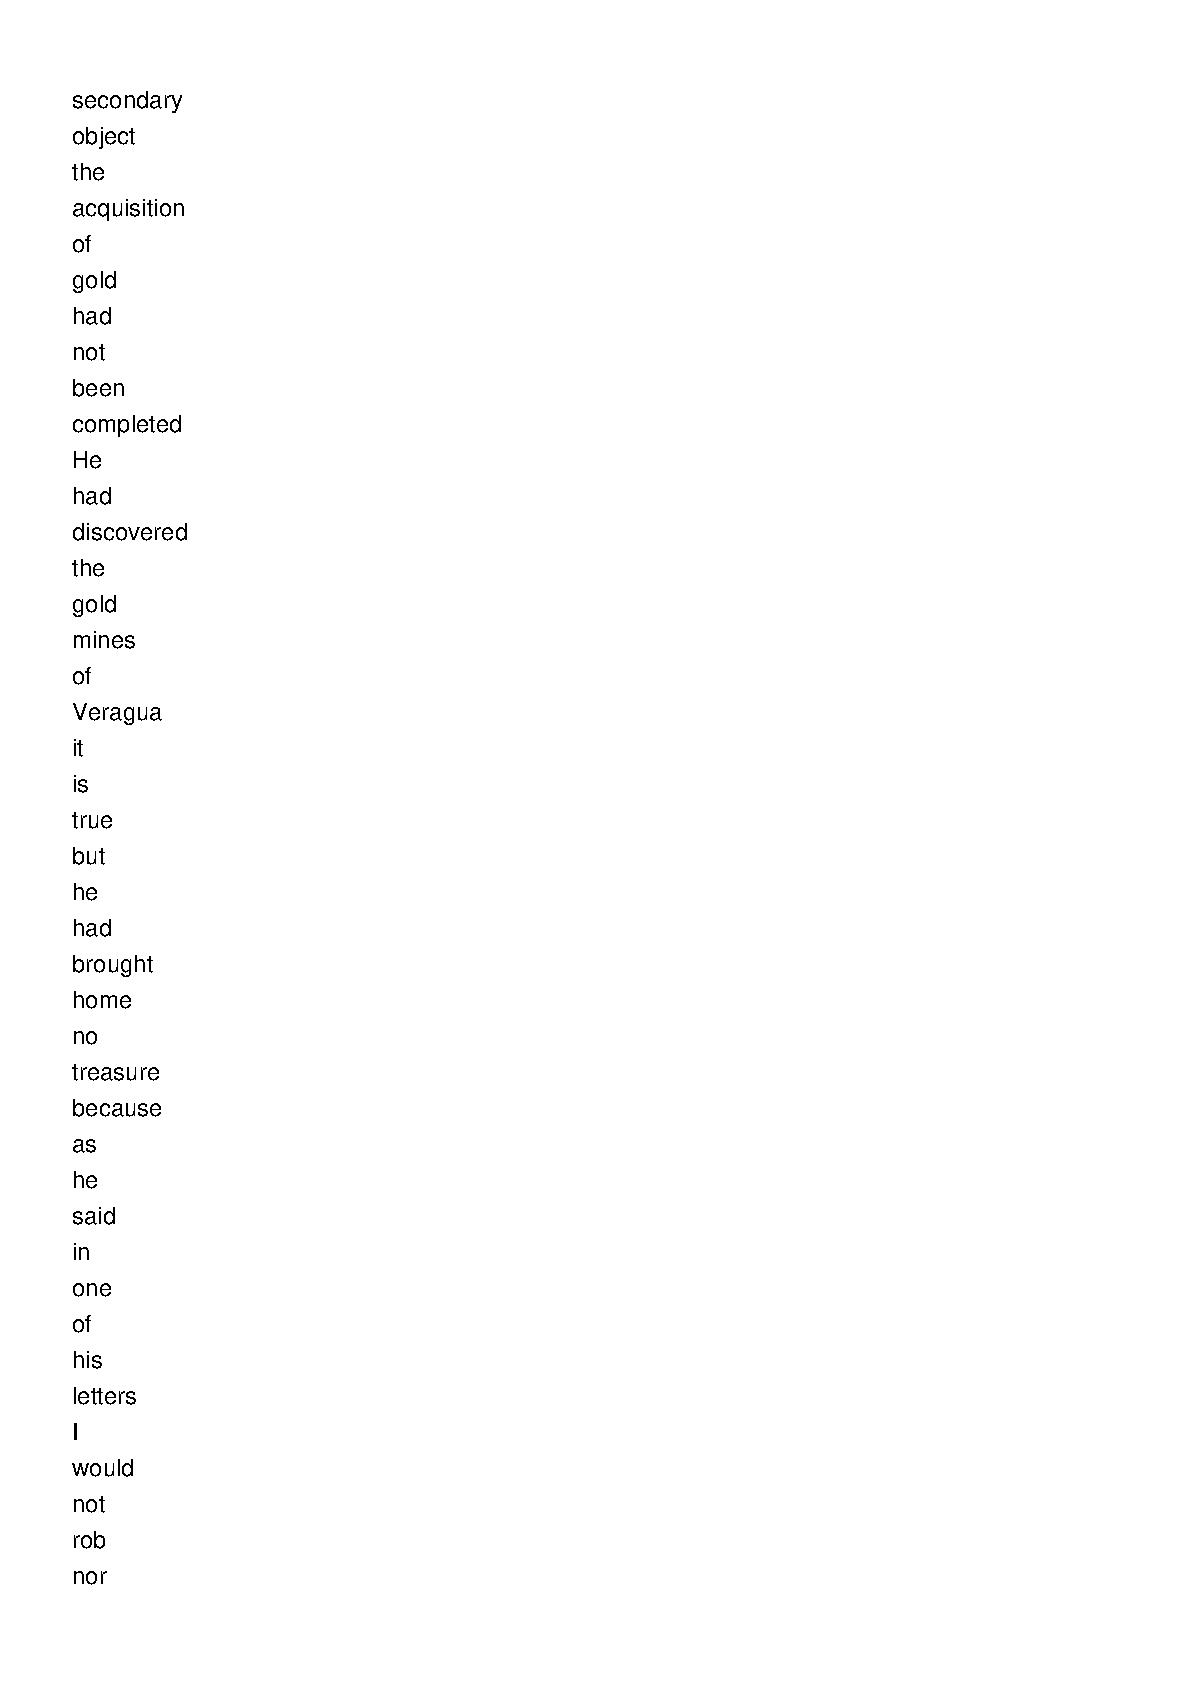 secondary
object
the
acquisition
of
gold
had
not
been
completed
He
had
discovered
the
gold
mines
of
Veragua
it
is
true
but
he
had
brought
home
no
treasure
because
as
he
said
in
one
of
his
letters
I
would
not
rob
nor